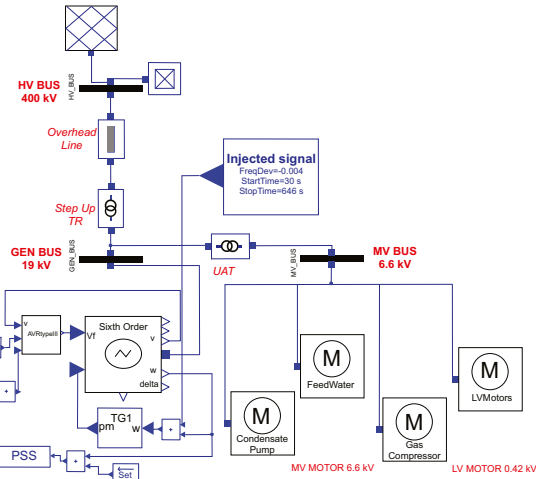 HV BUS
400 kV
HV_BUS
Overhead
Line
Injected signal
FreqDev=-0.004
StartTime=30 s
StopTime=646 s
Step Up
TR
GEN BUS
19 kV
GEN_BUS
UAT
MV_BUS
MV BUS
6.6 kV
v
AVRtypeIII
Vf
Sixth Order
v
w
delta
TG1
pm
w
+
+
+
PSS
Set
M
FeedWater
M
LVMotors
M
Condensate
Pump
M
Gas
Compressor
MV MOTOR 6.6 kV
LV MOTOR 0.42 kV